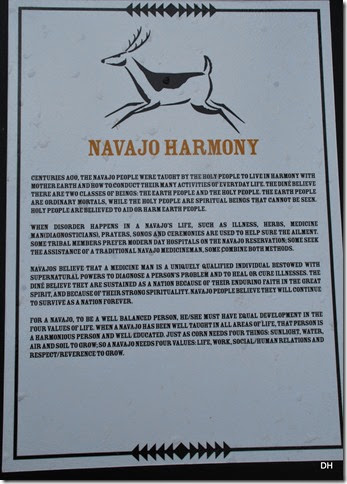 NAVAJO HARMONY
CENTURIES AGO, THE NAVAJO PEOPLE WERE TAUGHT BY THE HOLY PEOPLE TO LIVE IN HARMONY WITH
MOTHER EARTH AND HOW TO CONDUCT THEIR MANY ACTIVITIES OF EVERYDAY LIFE. THE DINÉ BELIEVE
THERE ARE TWO CLASSES OF BEINGS: THE EARTH PEOPLE AND THE HOLY PEOPLE. THE EARTH PEOPLE
ARE ORDINARY MORTALS, WHILE THE HOLY PEOPLE ARE SPIRITUAL BEINGS THAT CANNOT BE SEEN.
HOLY PEOPLE ARE BELIEVED TO AID OR HARM EARTH PEOPLE.
WHEN DISORDER HAPPENS IN A NAVAJO'S LIFE, SUCH AS ILLNESS, HERBS, MEDICINE
MAN(DIAGNOSTICIANS), PRAYERS, SONGS AND CEREMONIES ARE USED TO HELP CURE THE AILMENT.
SOME TRIBAL MEMBERS PREFER MODERN DAY HOSPITALS ON THE NAVAJO RESERVATION; SOME SEEK
THE ASSISTANCE OF A TRADITIONAL NAVAJO MEDICINEMAN, SOME COMBINE BOTH METHODS.
NAVAJOS BELIEVE THAT A MEDICINE MAN IS A UNIQUELY QUALIFIED INDIVIDUAL BESTOWED WITH
SUPERNATURAL POWERS TO DIAGNOSE A PERSON'S PROBLEM AND TO HEAL OR CURE ILLNESSES. THE
DINÉ BELIEVE THEY ARE SUSTAINED AS A NATION BECAUSE OF THEIR ENDURING FAITH IN THE GREAT
SPIRIT, AND BECAUSE OF THEIR STRONG SPIRITUALITY, NAVAJO PEOPLE BELIEVE THEY WILL CONTINUE
TO SURVIVE AS A NATION FOREVER.
FOR A NAVAJO, TO BE A WELL BALANCED PERSON, HE/SHE MUST HAVE EQUAL DEVELOPMENT IN THE
FOUR VALUES OF LIFE. WHEN A NAVAJO HAS BEEN WELL TAUGHT IN ALL AREAS OF LIFE, THAT PERSON IS
A HARMONIOUS PERSON AND WELL EDUCATED. JUST AS CORN NEEDS FOUR THINGS: SUNLIGHT, WATER,
AIR AND SOIL TO GROW; SO A NAVAJO NEEDS FOUR VALUES: LIFE, WORK, SOCIAL/HUMAN RELATIONS AND
RESPECT/REVERENCE TO GROW.
DH